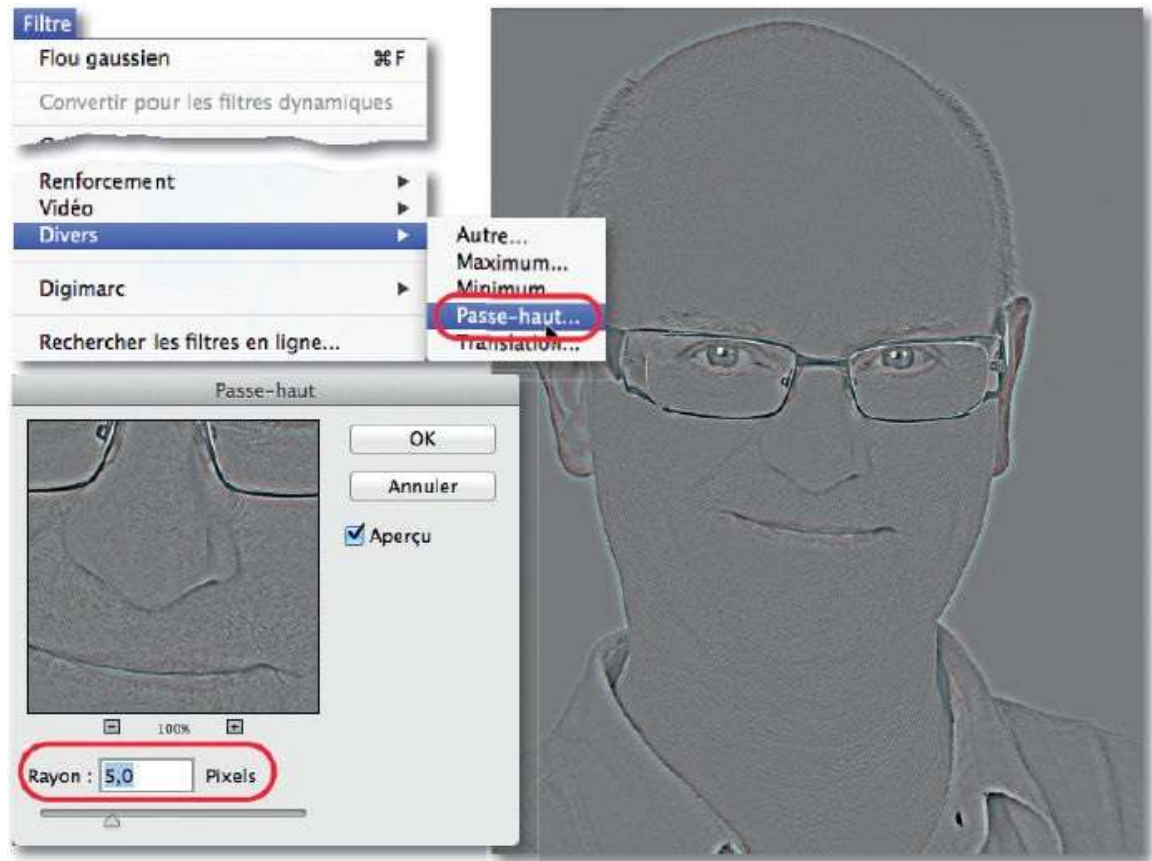 Filtre
Flou gaussien ⌘F
Convertir pour les filtres dynamiques
Renforcement
Vidéo
Divers
Autre...
Maximum...
Minimum...
Digimarc
Passe-haut...
Translation...
Rechercher les filtres en ligne...
Passe-haut
OK
Annuler
Aperçu
100%
Rayon : 5,0 Pixels